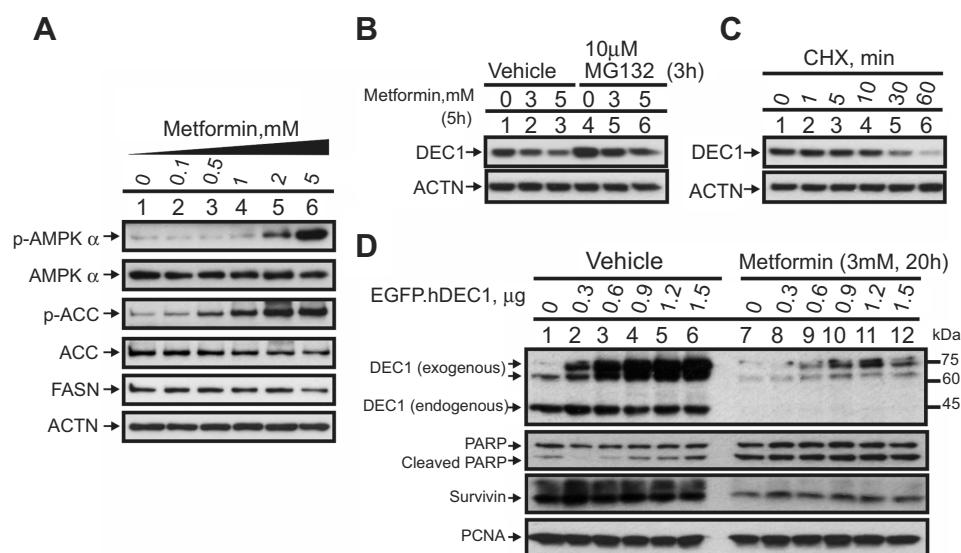 A
Metformin,mM
0 0.1 0.5 1 2 5
1 2 3 4 5 6
p-AMPK α
AMPK α
p-ACC
ACC
FASN
ACTN
B
Vehicle 10µM MG132 (3h)
Metformin,mM 0 3 5 0 3 5
(5h) 1 2 3 4 5 6
DEC1
ACTN
C
CHX, min
0 1 5 10 30 60
1 2 3 4 5 6
DEC1
ACTN
D
Vehicle Metformin (3mM, 20h)
EGFP.hDEC1, µg 0 0.3 0.6 0.9 1.2 1.5 0 0.3 0.6 0.9 1.2 1.5
1 2 3 4 5 6 7 8 9 10 11 12 kDa
DEC1 (exogenous) 75
60
DEC1 (endogenous) 45
PARP
Cleaved PARP
Survivin
PCNA